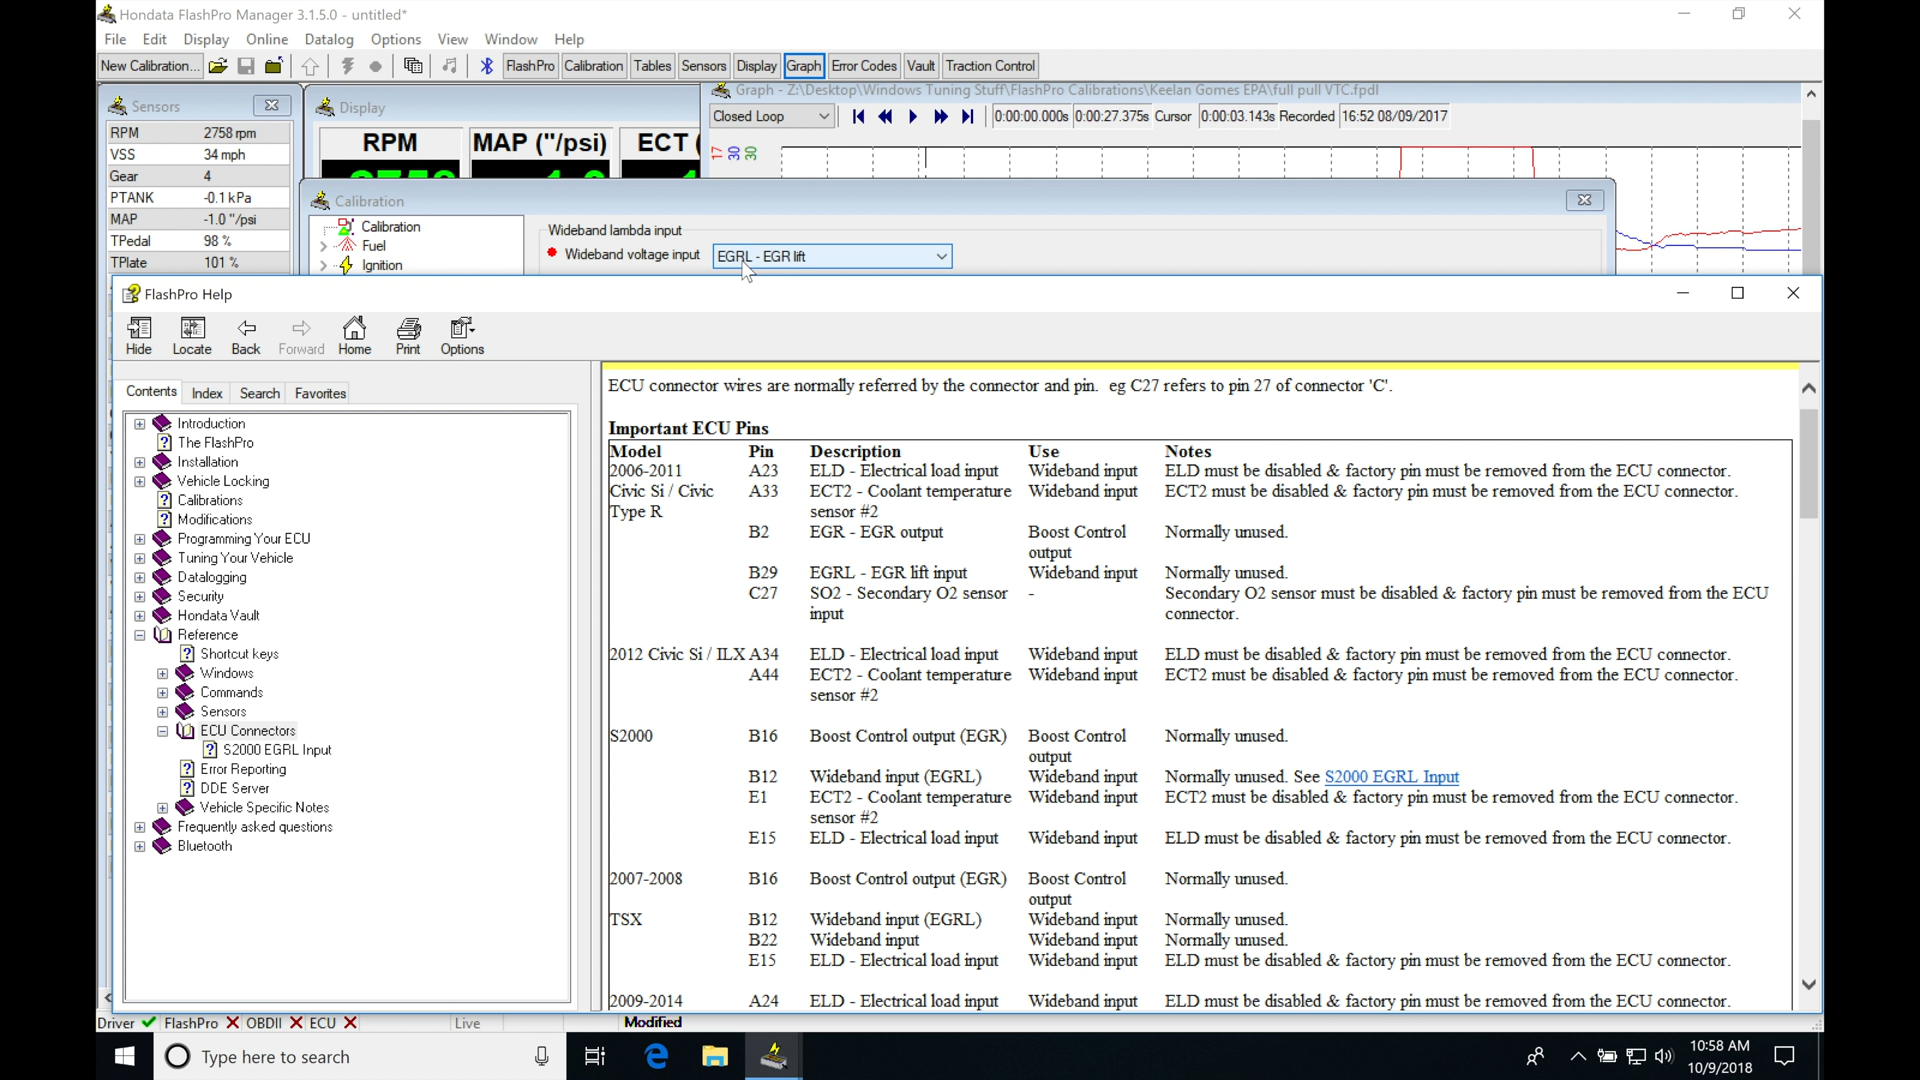 Hondata FlashPro Manager 3.1.5.0 - untitled*
File Edit Display Online Datalog Options View Window Help
New Calibration... FlashPro Calibration Tables Sensors Display Graph Error Codes Vault Traction Control
Sensors
RPM 2758 rpm
VSS 34 mph
Gear 4
PTANK -0.1 kPa
MAP -1.0 "/psi
TPedal 98 %
TPlate 101 %
Display
RPM MAP ("/psi) ECT (
Graph - Z:\Desktop\Windows Tuning Stuff\FlashPro Calibrations\Keelan Gomes EPA\full pull VTC.fpdl
Closed Loop 0:00:00.000s 0:00:27.375s Cursor 0:00:03.143s Recorded 16:52 08/09/2017
17 30 30
Calibration
Calibration
Fuel
Ignition
Wideband lambda input
Wideband voltage input EGRL - EGR lift
FlashPro Help
Hide Locate Back Forward Home Print Options
Contents Index Search Favorites
Introduction
The FlashPro
Installation
Vehicle Locking
Calibrations
Modifications
Programming Your ECU
Tuning Your Vehicle
Datalogging
Security
Hondata Vault
Reference
Shortcut keys
Windows
Commands
Sensors
ECU Connectors
S2000 EGRL Input
Error Reporting
DDE Server
Vehicle Specific Notes
Frequently asked questions
Bluetooth
ECU connector wires are normally referred by the connector and pin. eg C27 refers to pin 27 of connector 'C'.
Important ECU Pins
Model Pin Description Use Notes
2006-2011 A23 ELD - Electrical load input Wideband input ELD must be disabled & factory pin must be removed from the ECU connector.
Civic Si / Civic A33 ECT2 - Coolant temperature Wideband input ECT2 must be disabled & factory pin must be removed from the ECU connector.
Type R sensor #2
B2 EGR - EGR output Boost Control Normally unused.
output
B29 EGRL - EGR lift input Wideband input Normally unused.
C27 SO2 - Secondary O2 sensor - Secondary O2 sensor must be disabled & factory pin must be removed from the ECU
input connector.
2012 Civic Si / ILX A34 ELD - Electrical load input Wideband input ELD must be disabled & factory pin must be removed from the ECU connector.
A44 ECT2 - Coolant temperature Wideband input ECT2 must be disabled & factory pin must be removed from the ECU connector.
sensor #2
S2000 B16 Boost Control output (EGR) Boost Control Normally unused.
output
B12 Wideband input (EGRL) Wideband input Normally unused. See S2000 EGRL Input
E1 ECT2 - Coolant temperature Wideband input ECT2 must be disabled & factory pin must be removed from the ECU connector.
sensor #2
E15 ELD - Electrical load input Wideband input ELD must be disabled & factory pin must be removed from the ECU connector.
2007-2008 B16 Boost Control output (EGR) Boost Control Normally unused.
output
TSX B12 Wideband input (EGRL) Wideband input Normally unused.
B22 Wideband input Wideband input Normally unused.
E15 ELD - Electrical load input Wideband input ELD must be disabled & factory pin must be removed from the ECU connector.
2009-2014 A24 ELD - Electrical load input Wideband input ELD must be disabled & factory pin must be removed from the ECU connector.
Driver FlashPro OBDII ECU Live Modified
Type here to search
10:58 AM
10/9/2018